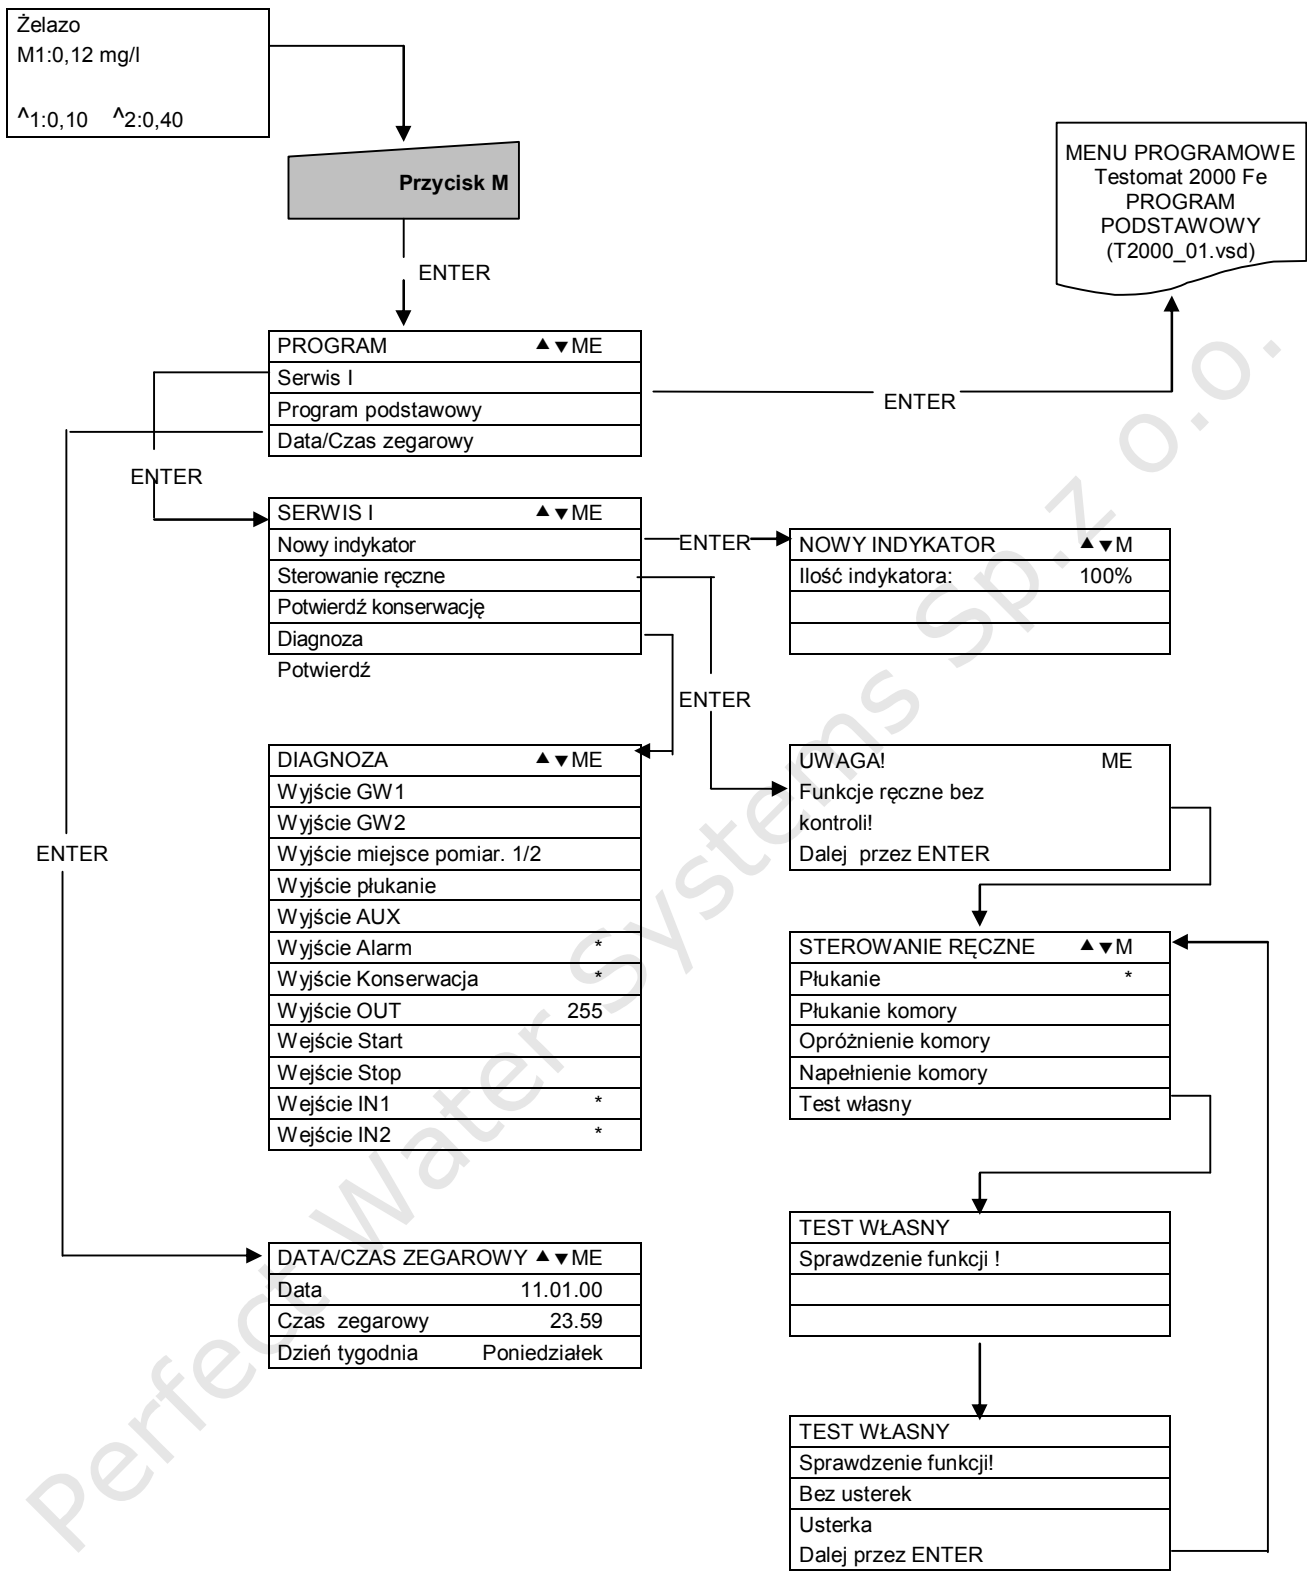 Żelazo
M1:0,12 mg/l
^1:0,10 ^2:0,40
Przycisk M
ENTER
MENU PROGRAMOWE
Testomat 2000 Fe
PROGRAM
PODSTAWOWY
(T2000_01.vsd)
PROGRAM ▲▼ME
Serwis I
Program podstawowy
Data/Czas zegarowy
ENTER
ENTER
SERWIS I ▲▼ME
Nowy indykator
Sterowanie ręczne
Potwierdź konserwację
Diagnoza
Potwierdź
ENTER
NOWY INDYKATOR ▲▼M
Ilość indykatora: 100%
ENTER
DIAGNOZA ▲▼ME
Wyjście GW1
Wyjście GW2
Wyjście miejsce pomiar. 1/2
Wyjście płukanie
Wyjście AUX
Wyjście Alarm *
Wyjście Konserwacja *
Wyjście OUT 255
Wejście Start
Wejście Stop
Wejście IN1 *
Wejście IN2 *
ENTER
UWAGA! ME
Funkcje ręczne bez
kontroli!
Dalej przez ENTER
STEROWANIE RĘCZNE ▲▼M
Płukanie *
Płukanie komory
Opróżnienie komory
Napełnienie komory
Test własny
TEST WŁASNY
Sprawdzenie funkcji !
DATA/CZAS ZEGAROWY ▲▼ME
Data 11.01.00
Czas zegarowy 23.59
Dzień tygodnia Poniedziałek
TEST WŁASNY
Sprawdzenie funkcji!
Bez usterek
Usterka
Dalej przez ENTER
Perfect Water Systems Sp.z o.o.